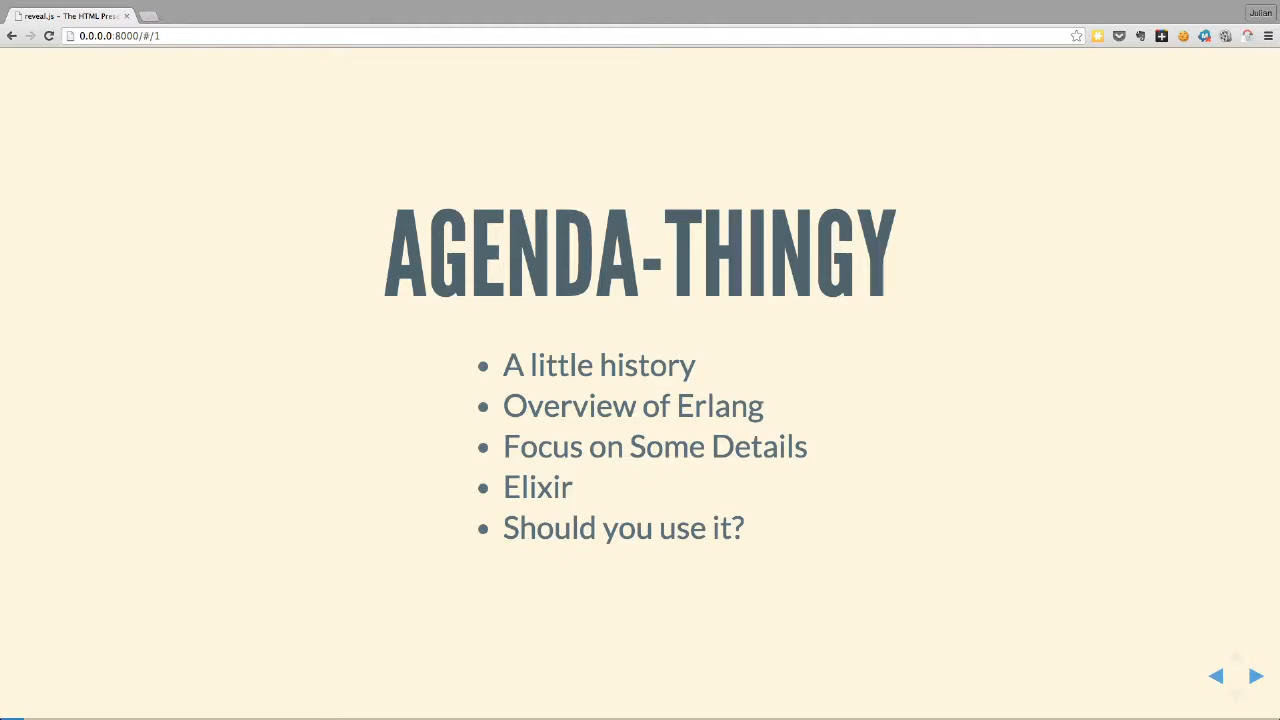 reveal.js – The HTML Prese
Julian
0.0.0.0:8000/#/1
AGENDA-THINGY
A little history
Overview of Erlang
Focus on Some Details
Elixir
Should you use it?